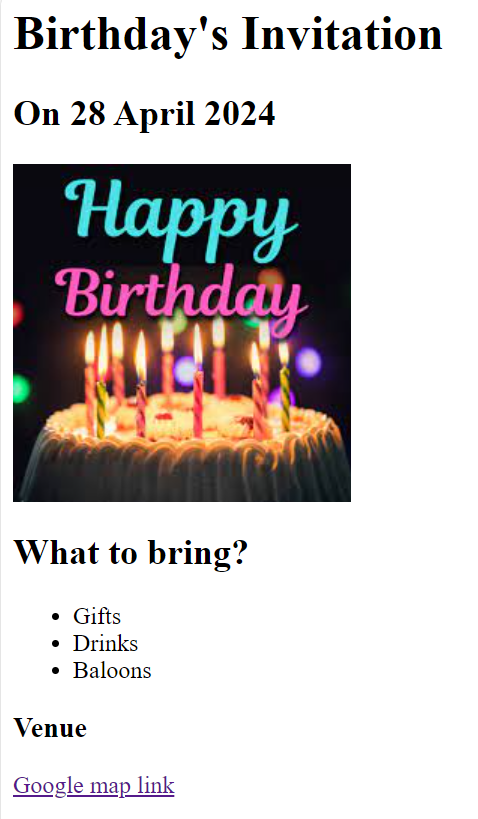 Birthday's Invitation
On 28 April 2024
Happy
Birthday
What to bring?
Gifts
Drinks
Baloons
Venue
Google map link